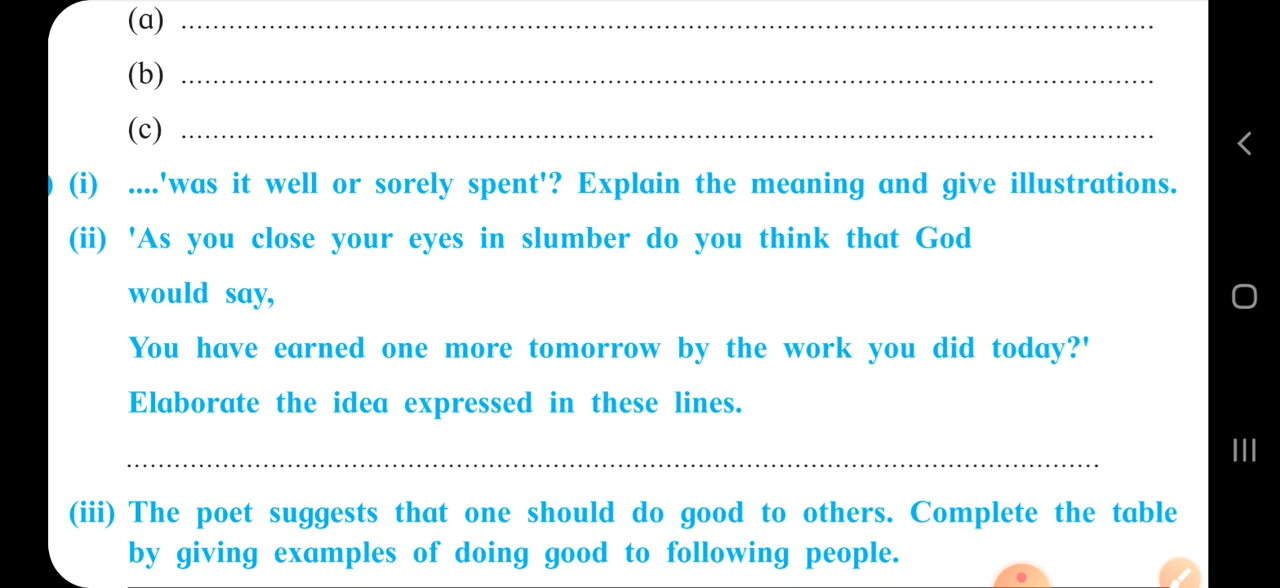 (a) ..........................................................................................................................
(b) ..........................................................................................................................
(c) ..........................................................................................................................
(i) ....'was it well or sorely spent'? Explain the meaning and give illustrations.
(ii) 'As you close your eyes in slumber do you think that God
would say,
You have earned one more tomorrow by the work you did today?'
Elaborate the idea expressed in these lines.
..........................................................................................................................
(iii) The poet suggests that one should do good to others. Complete the table
by giving examples of doing good to following people.